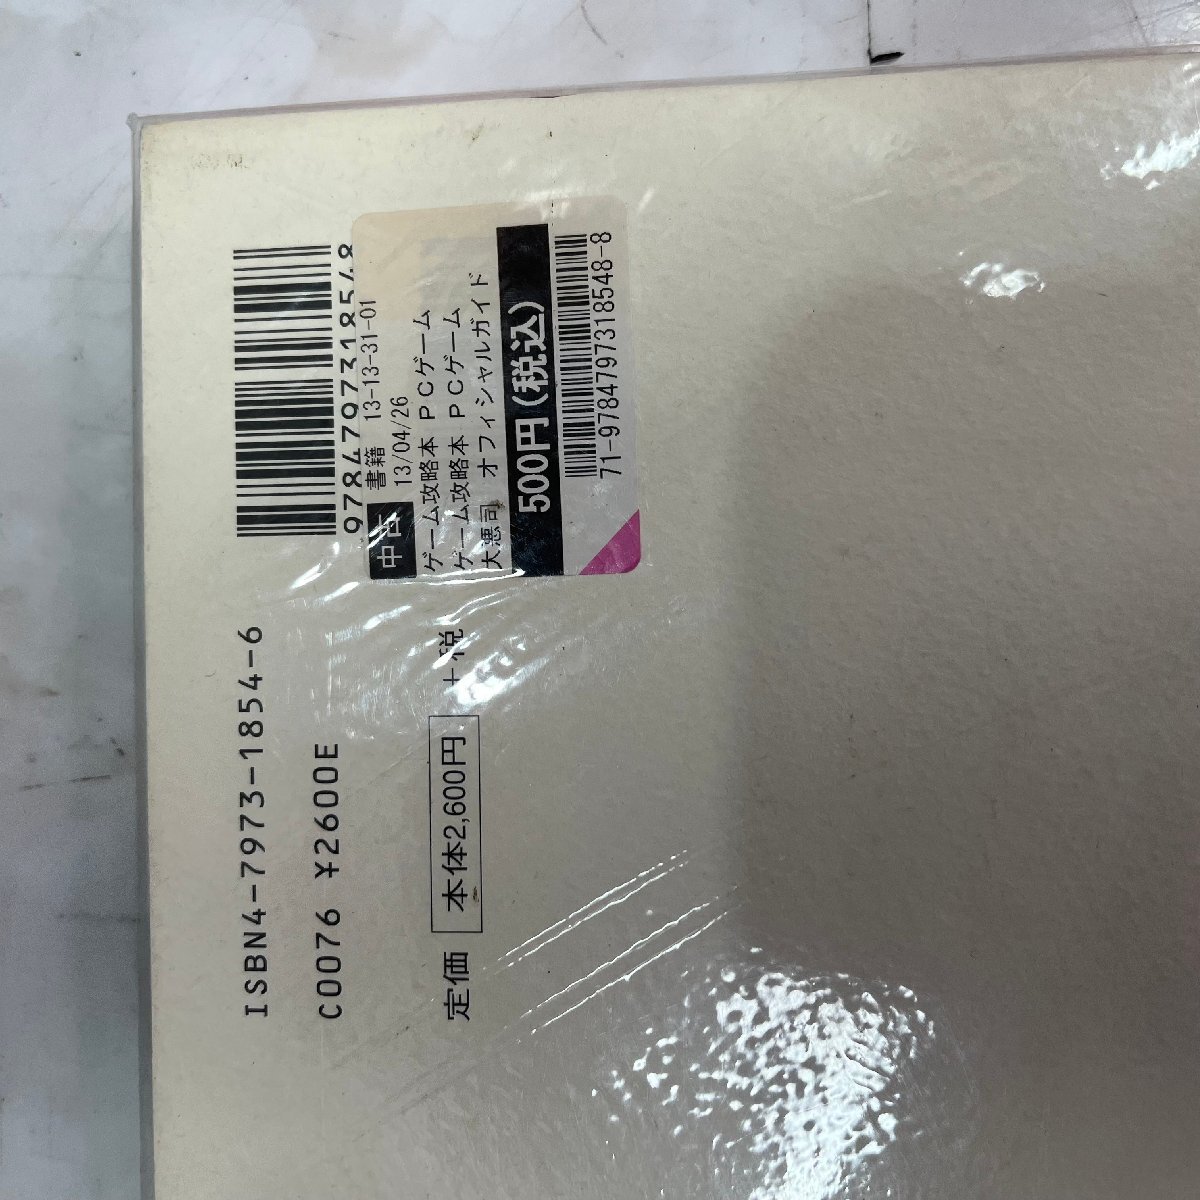 9784797318548
ISBN4-7973-1854-6
C0076 ¥2600E
定価 本体2,600円 +税
中古 書籍 13-13-31-01
13/04/26
ゲーム攻略本 PCゲーム
ゲーム攻略本 PCゲーム
大悪司 オフィシャルガイド
500円(税込)
71-9784797318548-8